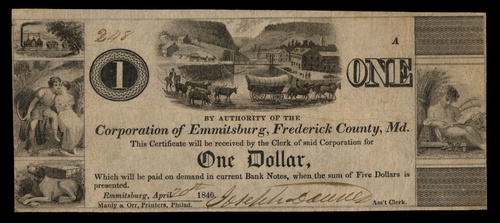 248
A
1
ONE
BY AUTHORITY OF THE
Corporation of Emmitsburg, Frederick County, Md.
This Certificate will be received by the Clerk of said Corporation for
One Dollar,
Which will be paid on demand in current Bank Notes, when the sum of Five Dollars is
presented.
Emmitsburg, April 1840.
Manly & Orr, Printers, Philad.
Ass't Clerk.